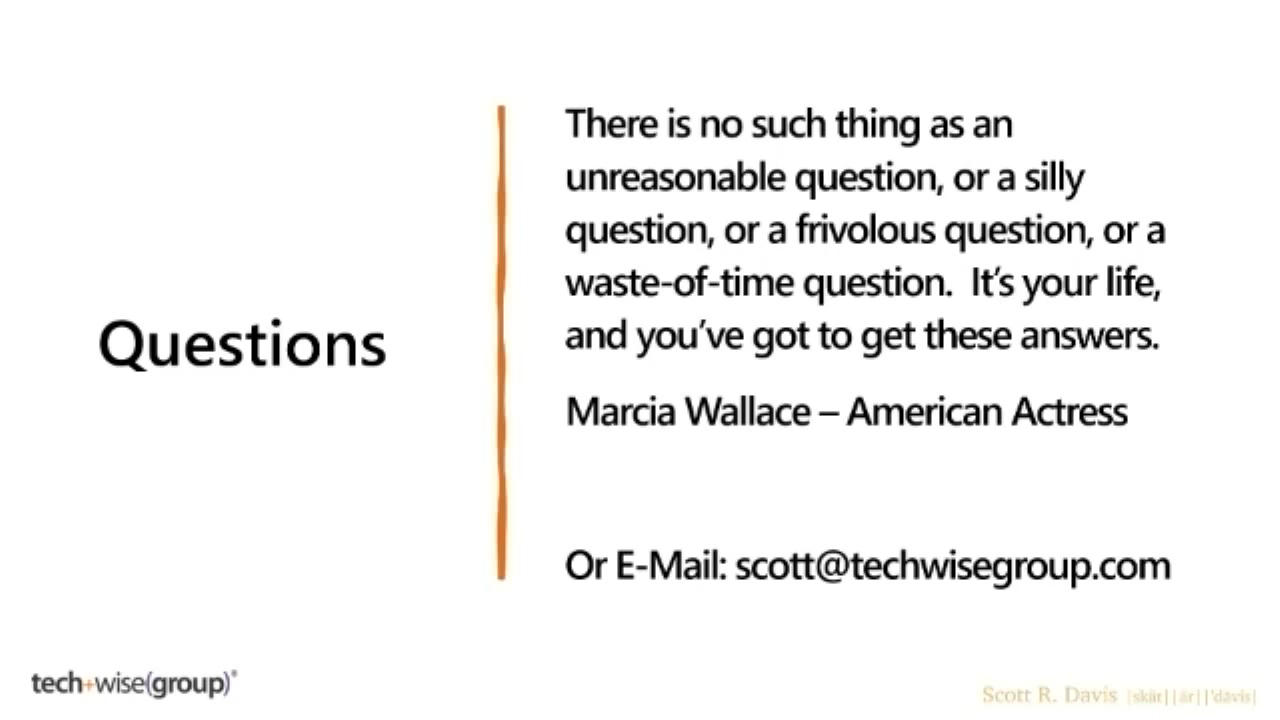 Questions
There is no such thing as an
unreasonable question, or a silly
question, or a frivolous question, or a
waste-of-time question.  It’s your life,
and you’ve got to get these answers.
Marcia Wallace – American Actress
Or E-Mail: scott@techwisegroup.com
tech+wise(group)®
Scott R. Davis